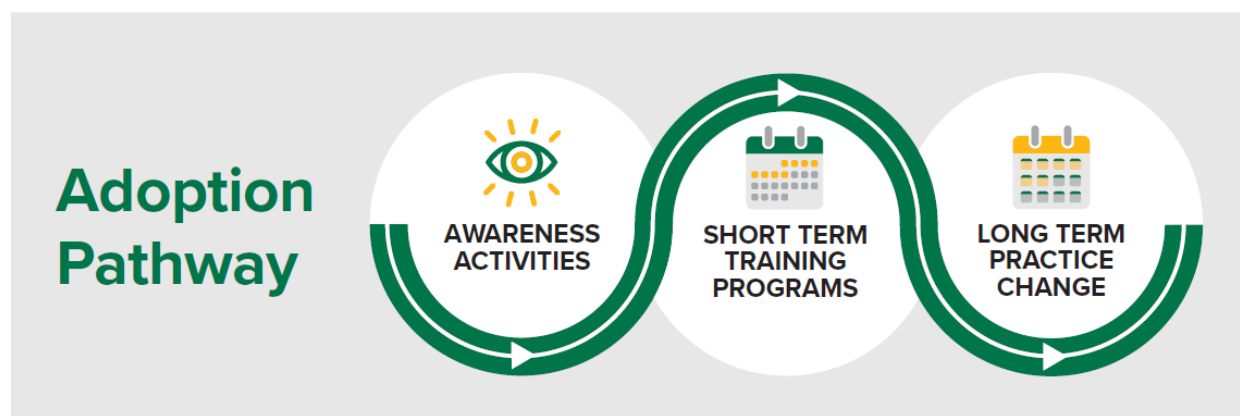 Adoption
Pathway
AWARENESS
ACTIVITIES
SHORT TERM
TRAINING
PROGRAMS
LONG TERM
PRACTICE
CHANGE